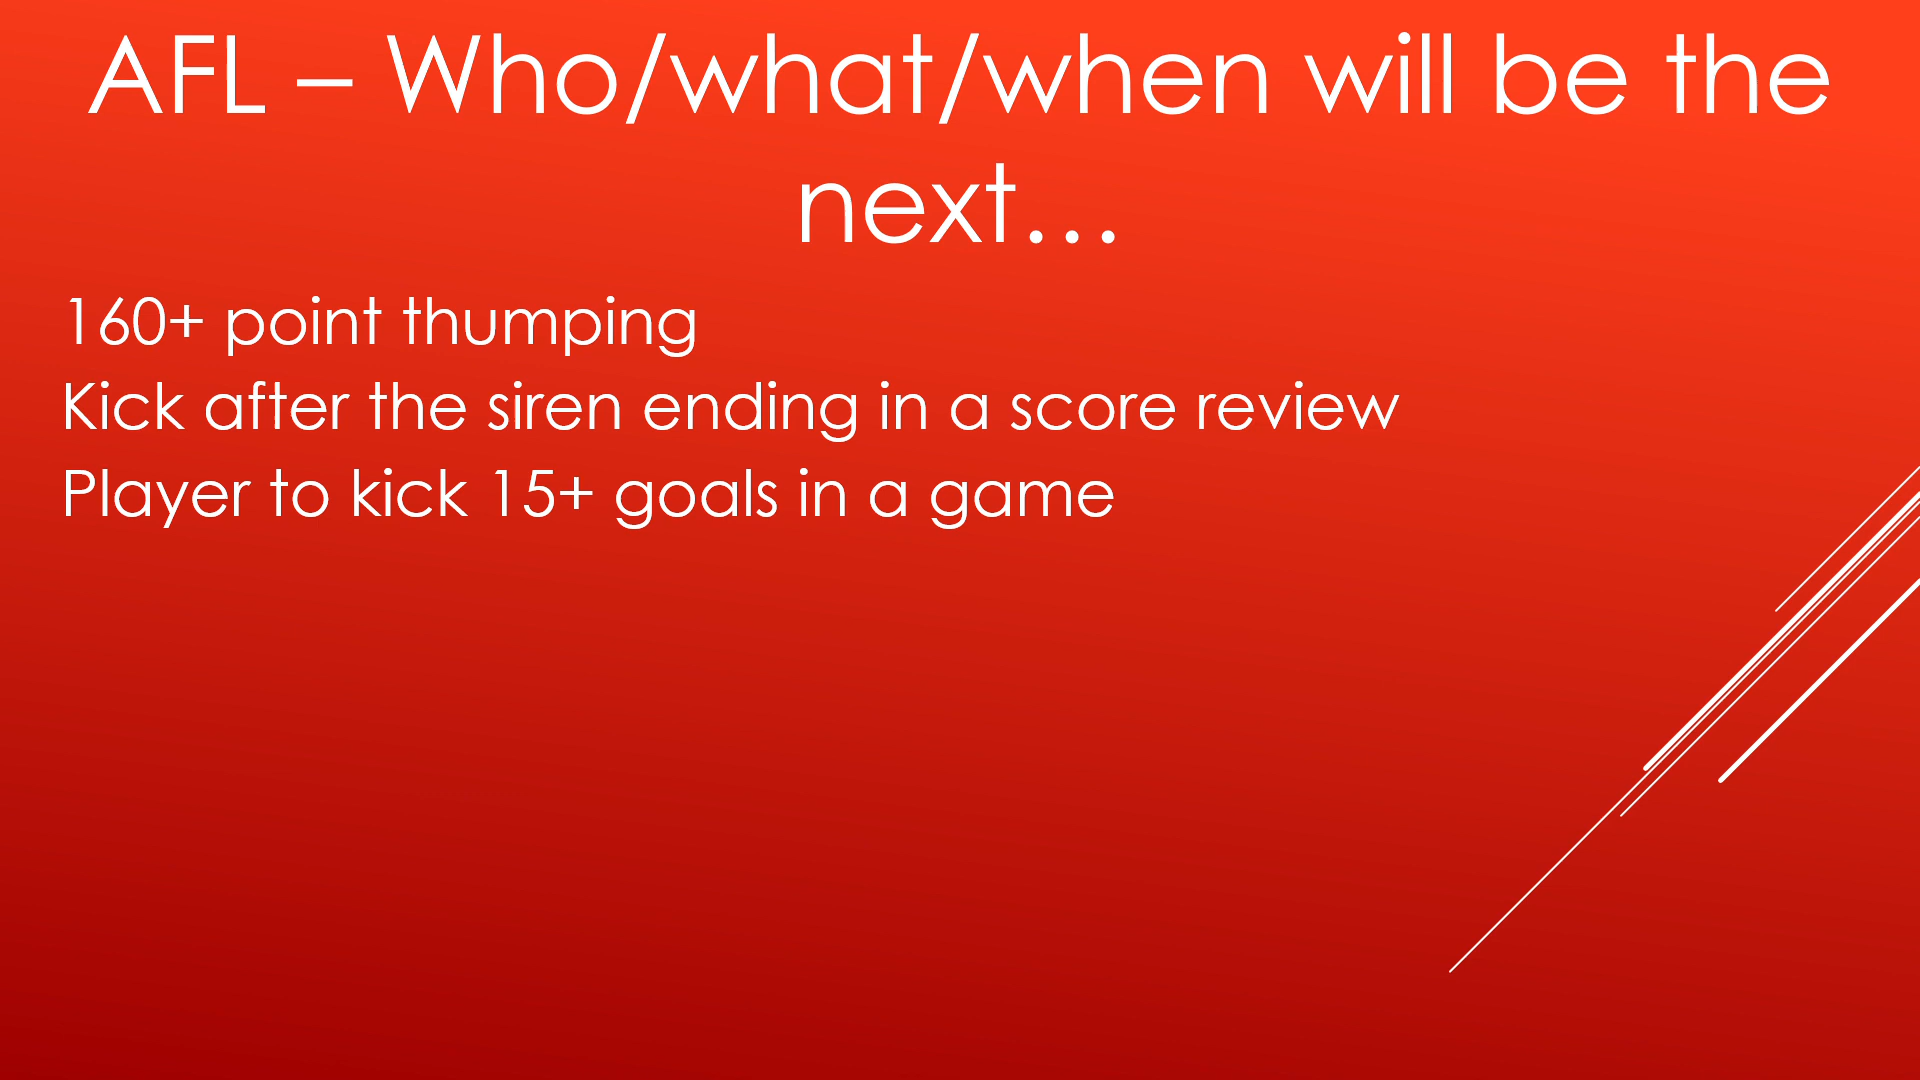 AFL – Who/what/when will be the
next…
160+ point thumping
Kick after the siren ending in a score review
Player to kick 15+ goals in a game